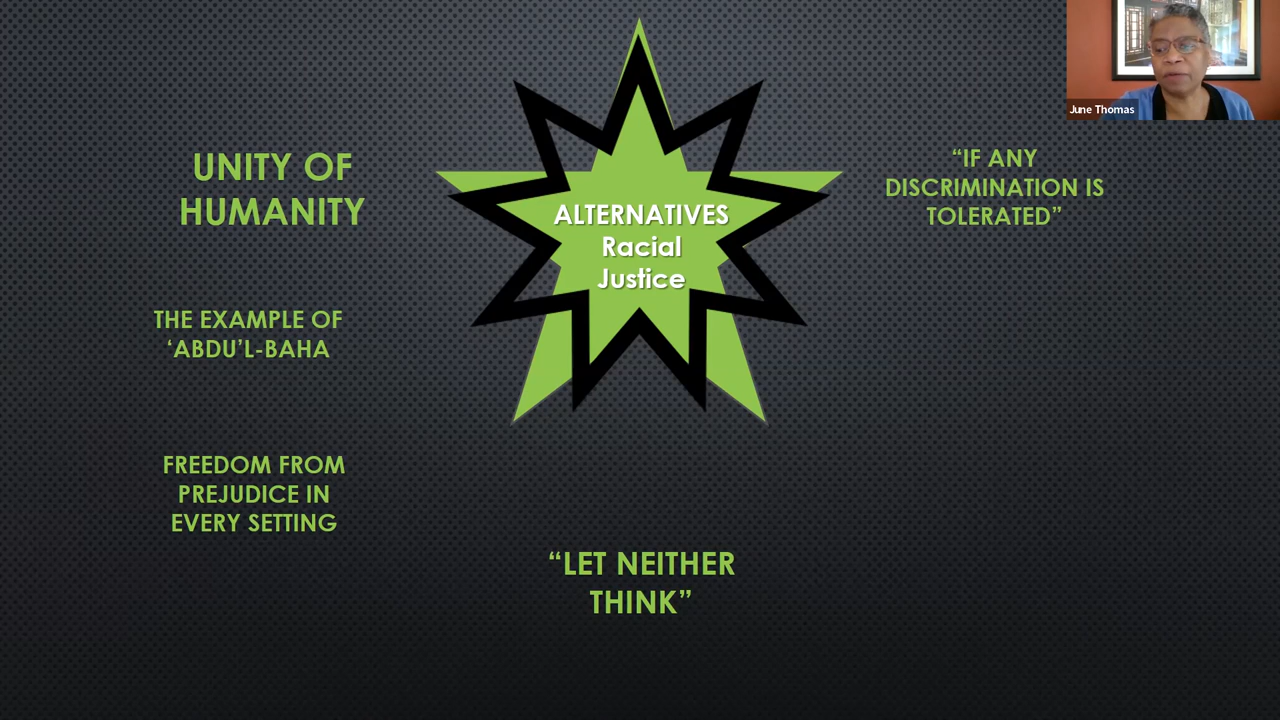 June Thomas
UNITY OF
HUMANITY
THE EXAMPLE OF
‘ABDU’L-BAHA
FREEDOM FROM
PREJUDICE IN
EVERY SETTING
ALTERNATIVES
Racial
Justice
“LET NEITHER
THINK”
“IF ANY
DISCRIMINATION IS
TOLERATED”